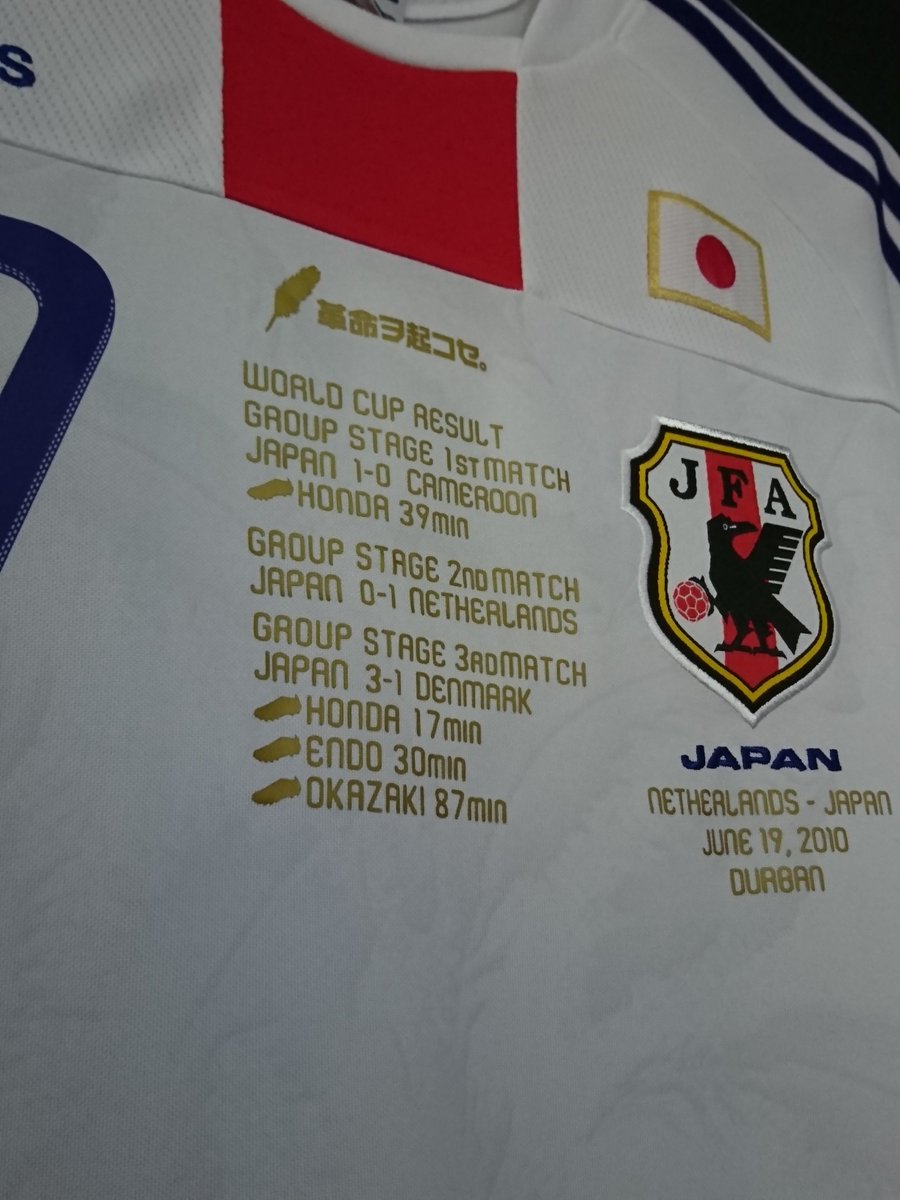 s
革命ヲ起コセ。
WORLD CUP RESULT
GROUP STAGE 1ST MATCH
JAPAN 1-0 CAMEROON
HONDA 39min
GROUP STAGE 2ND MATCH
JAPAN 0-1 NETHERLANDS
GROUP STAGE 3RD MATCH
JAPAN 3-1 DENMARK
HONDA 17min
ENDO 30min
OKAZAKI 87min
JFA
JAPAN
NETHERLANDS - JAPAN
JUNE 19, 2010
DURBAN